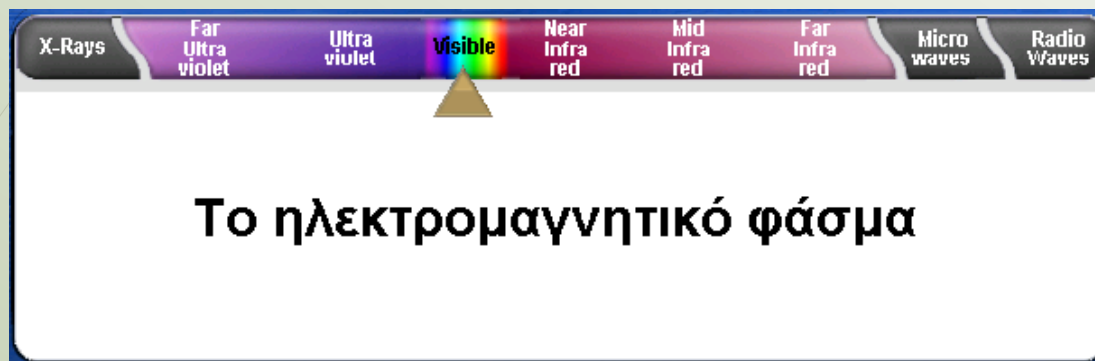 X-Rays
Far
Ultra
violet
Ultra
violet
Visible
Near
Infra
red
Mid
Infra
red
Far
Infra
red
Micro
waves
Radio
Waves
Το ηλεκτρομαγνητικό φάσμα